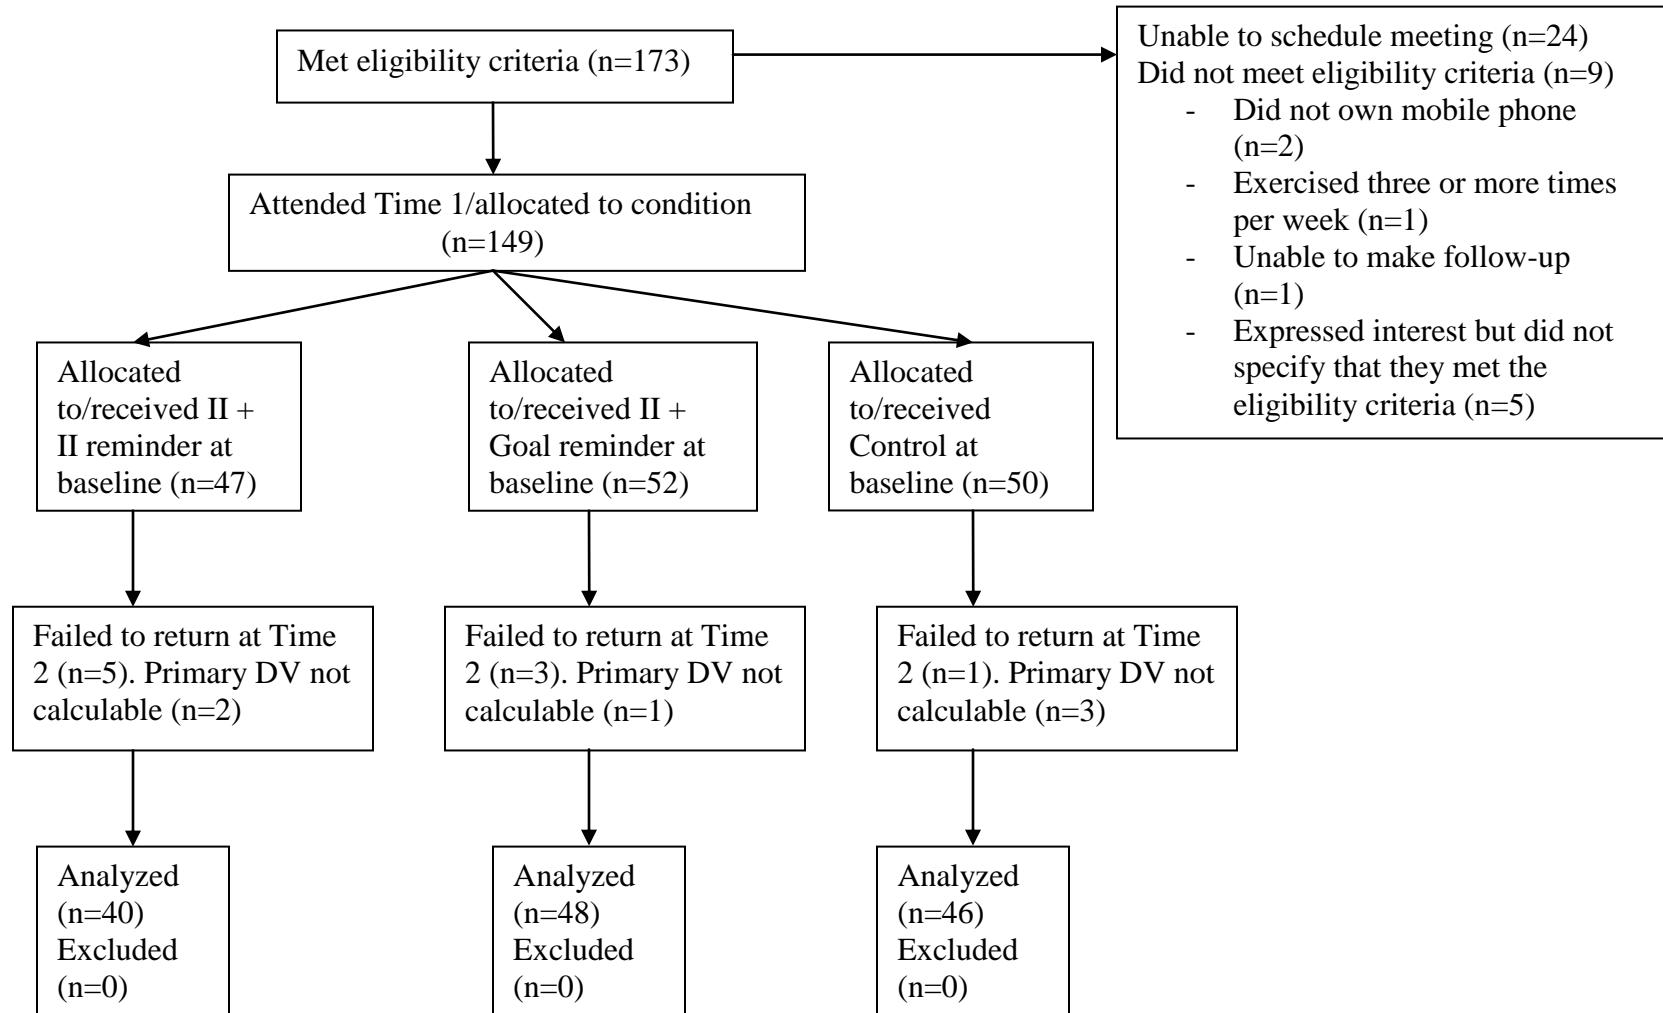 Met eligibility criteria (n=173)
Unable to schedule meeting (n=24)
Did not meet eligibility criteria (n=9)
- Did not own mobile phone
(n=2)
- Exercised three or more times
per week (n=1)
- Unable to make follow-up
(n=1)
- Expressed interest but did not
specify that they met the
eligibility criteria (n=5)
Attended Time 1/allocated to condition
(n=149)
Allocated
to/received II +
II reminder at
baseline (n=47)
Allocated
to/received II +
Goal reminder at
baseline (n=52)
Allocated
to/received
Control at
baseline (n=50)
Failed to return at Time
2 (n=5). Primary DV not
calculable (n=2)
Failed to return at Time
2 (n=3). Primary DV not
calculable (n=1)
Failed to return at Time
2 (n=1). Primary DV not
calculable (n=3)
Analyzed
(n=40)
Excluded
(n=0)
Analyzed
(n=48)
Excluded
(n=0)
Analyzed
(n=46)
Excluded
(n=0)